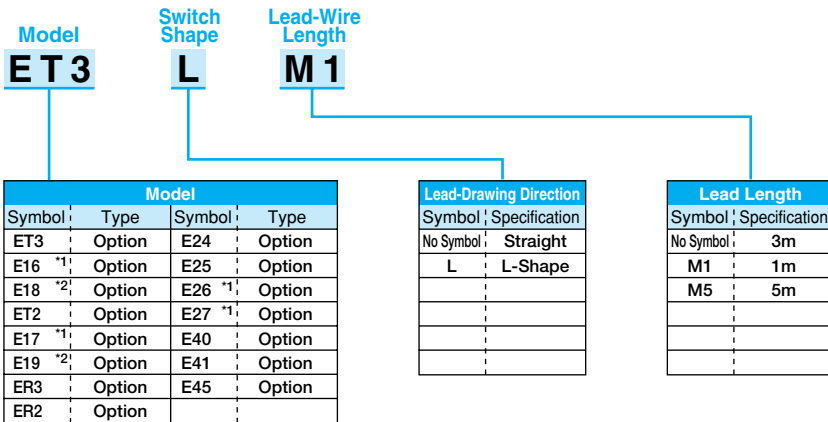 Model
Switch Shape
Lead-Wire Length
ET3
L
M1
Model
Symbol Type Symbol Type
ET3 Option E24 Option
E16 *1 Option E25 Option
E18 *2 Option E26 *1 Option
ET2 Option E27 *1 Option
E17 *1 Option E40 Option
E19 *2 Option E41 Option
ER3 Option E45 Option
ER2 Option
Lead-Drawing Direction
Symbol Specification
No Symbol Straight
L L-Shape
Lead Length
Symbol Specification
No Symbol 3m
M1 1m
M5 5m